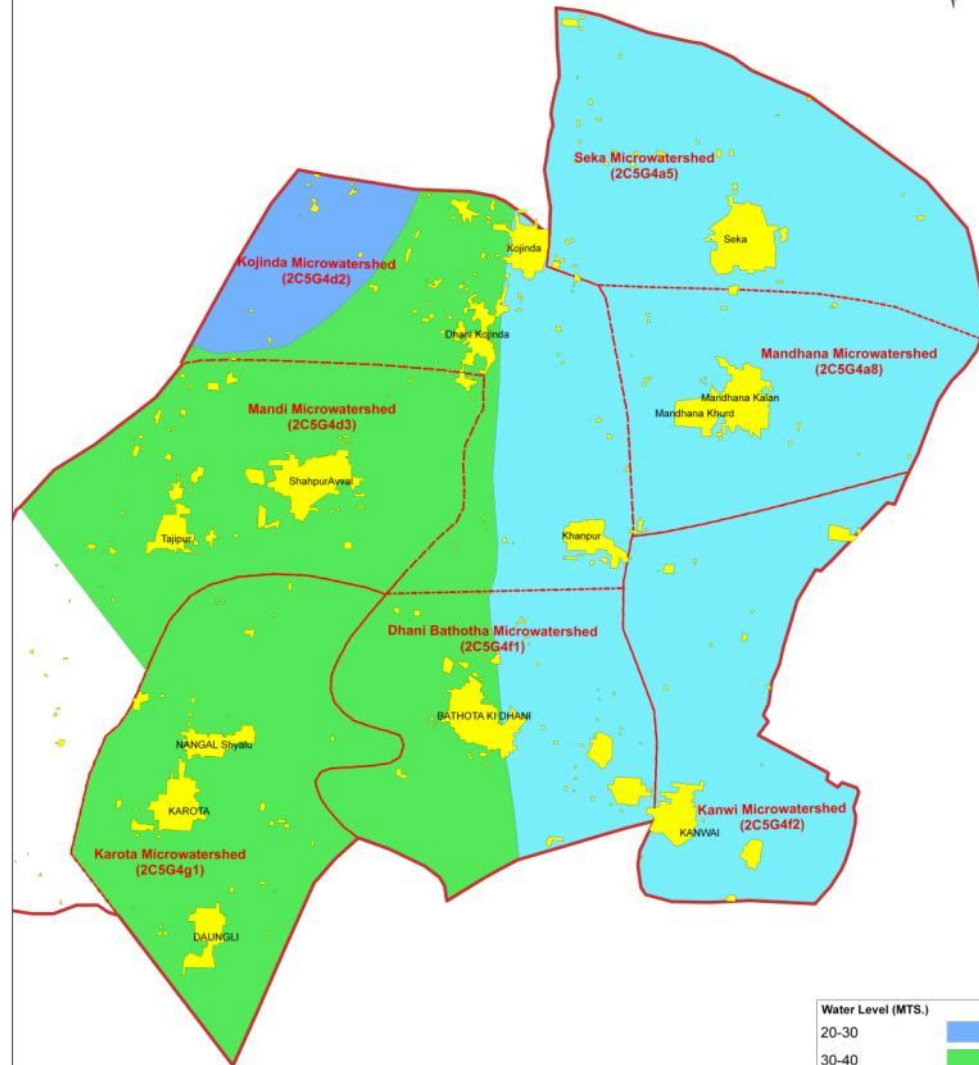 Seka Microwatershed
(2C5G4a5)
Seka
Kojinda
Kojinda Microwatershed
(2C5G4d2)
Dhani Kojinda
Mandhana Microwatershed
(2C5G4a8)
Mandhana Kalan
Mandhana Khurd
Mandi Microwatershed
(2C5G4d3)
ShahpurAvval
Tajipur
Khanpur
Dhani Bathotha Microwatershed
(2C5G4f1)
BATHOTA KI DHANI
NANGAL Shyalu
KAROTA
Kanwi Microwatershed
(2C5G4f2)
KANWAI
Karota Microwatershed
(2C5G4g1)
DAUNGLI
Water Level (MTS.)
20-30
30-40